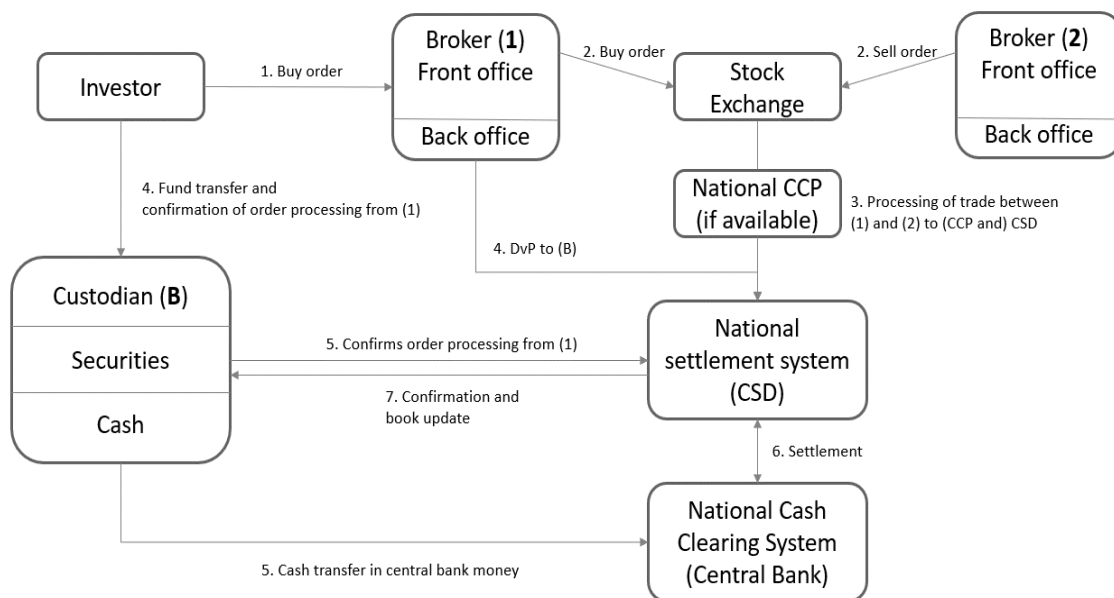 Investor
1. Buy order
Broker (1)
Front office
Back office
2. Buy order
Stock
Exchange
2. Sell order
Broker (2)
Front office
Back office
National CCP
(if available)
3. Processing of trade between
(1) and (2) to (CCP and) CSD
4. Fund transfer and
confirmation of order processing from (1)
4. DvP to (B)
Custodian (B)
Securities
Cash
5. Confirms order processing from (1)
7. Confirmation and
book update
National
settlement system
(CSD)
6. Settlement
National Cash
Clearing System
(Central Bank)
5. Cash transfer in central bank money